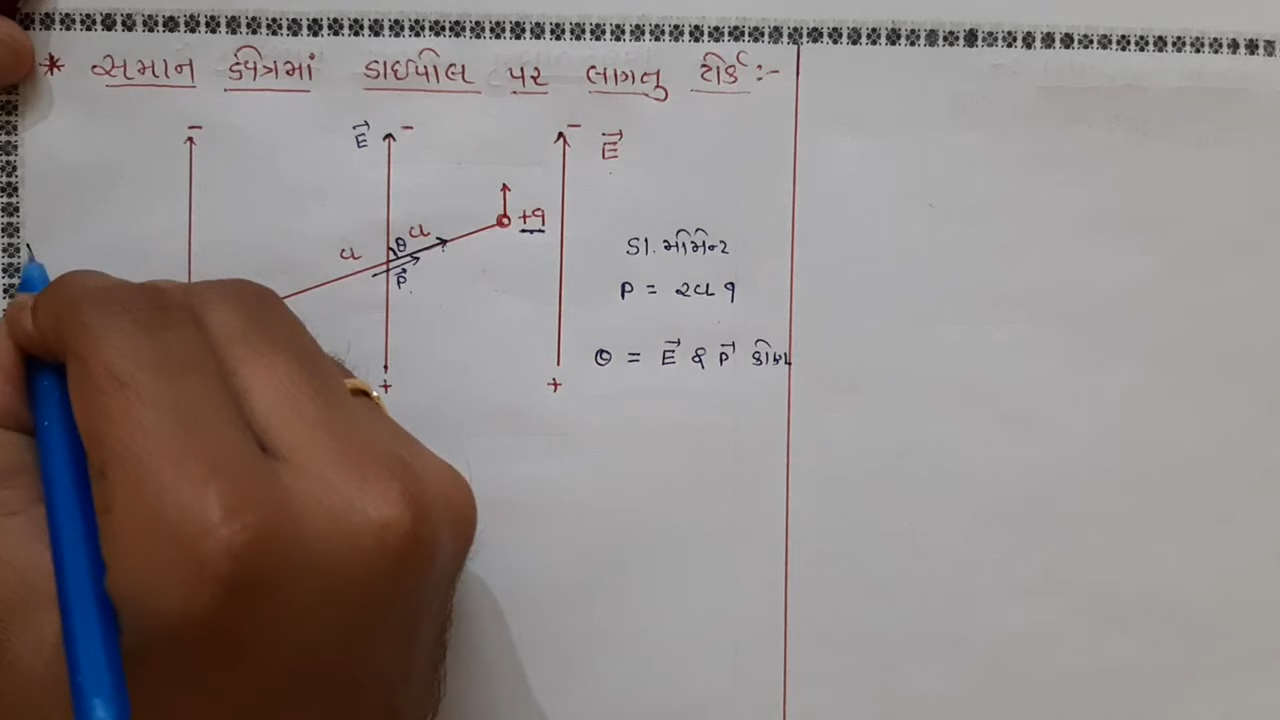 * સમાન ક્ષેત્રમાં ડાઇપોલ પર લાગતુ ટોર્ક :-
- E⃗ - - E⃗
a a θ +q
P⃗
ડા. મોમેન્ટ
P = 2a q
θ = E⃗ & P⃗ કોણ
+ +